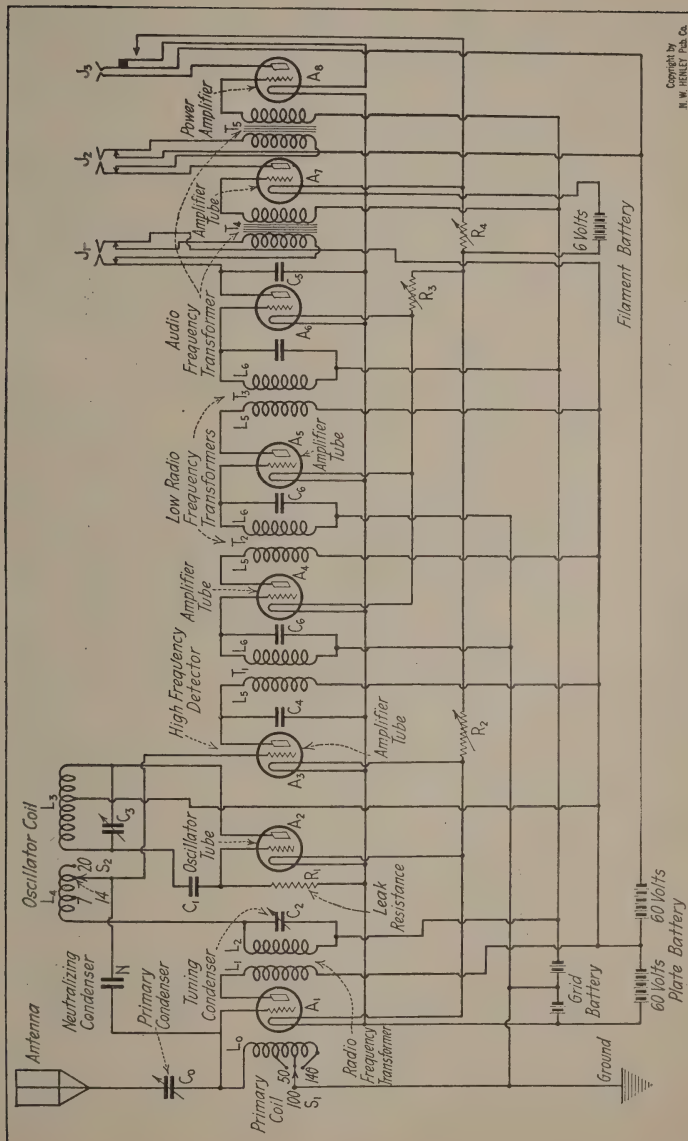 Antenna
Neutralizing
Condenser
N
Primary
Condenser
C0
Primary
Coil
L0
50
100
140
S1
Ground
Tuning
Condenser
A1
L1
L2
C2
Radio
Frequency
Transformer
Oscillator Coil
L4
7
14
20
S2
L3
C3
C1
Oscillator
Tube
R1
A2
Leak
Resistance
High Frequency
Detector
A3
Amplifier
Tube
C4
L5
T1
L6
C6
Amplifier
Tube
A4
R2
Low Radio
Frequency
Transformers
L5
T2
L6
C6
A5
Amplifier
Tube
L5
T3
L6
Audio
Frequency
Transformer
A6
C5
J1
T4
Amplifier
Tube
A7
J2
T5
Power
Amplifier
A8
J3
R3
R4
6 Volts
Filament Battery
Grid
Battery
60 Volts
60 Volts
Plate Battery
Copyright by
N. W. HENLEY Pub. Co.